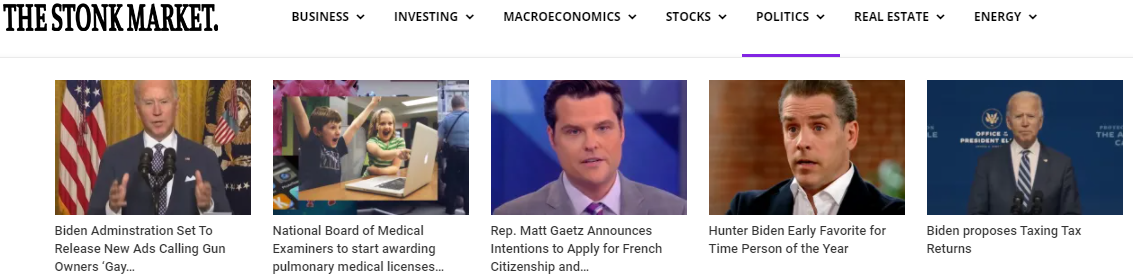 THE STONK MARKET.
BUSINESS INVESTING MACROECONOMICS STOCKS POLITICS REAL ESTATE ENERGY
OFFICE
PRESIDENT EL
Biden Adminstration Set To
Release New Ads Calling Gun
Owners ‘Gay...
National Board of Medical
Examiners to start awarding
pulmonary medical licenses...
Rep. Matt Gaetz Announces
Intentions to Apply for French
Citizenship and...
Hunter Biden Early Favorite for
Time Person of the Year
Biden proposes Taxing Tax
Returns